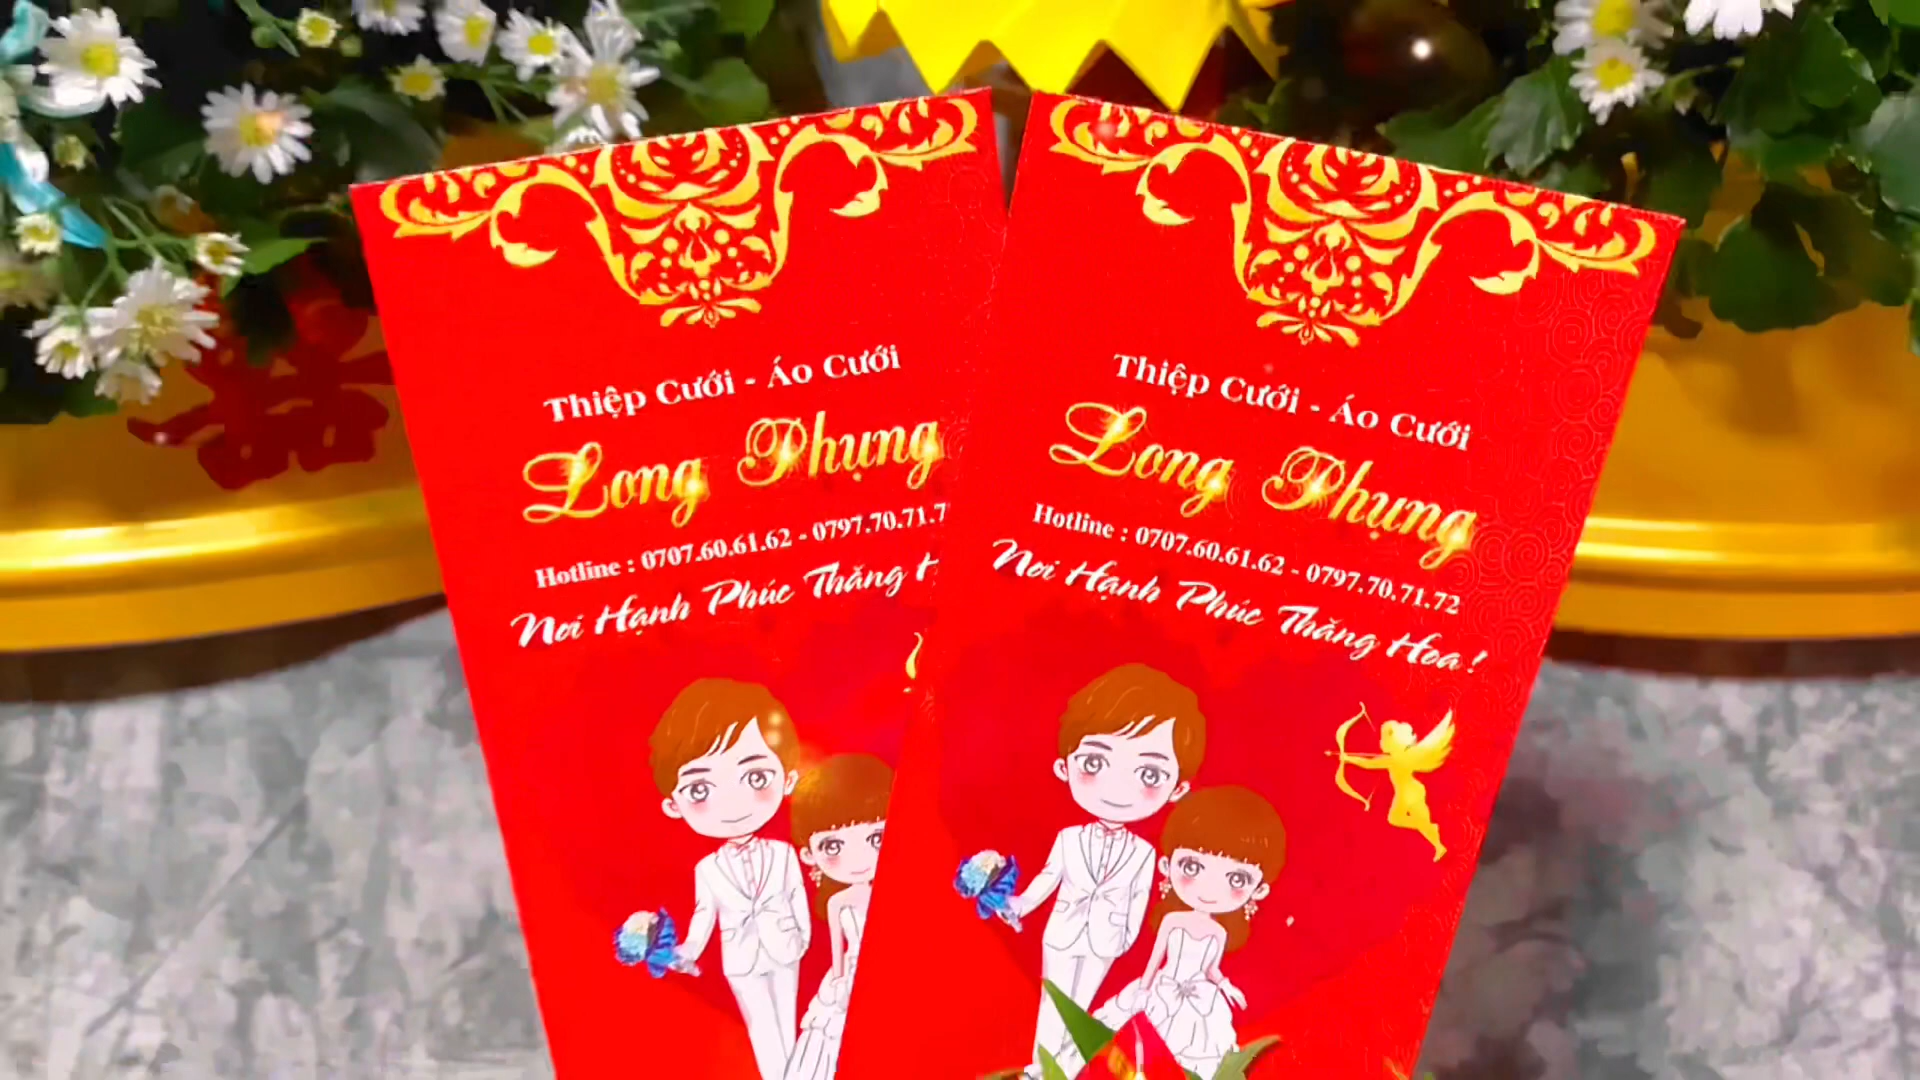 Thiệp Cưới - Áo Cưới
Long Phụng
Hotline : 0707.60.61.62 - 0797.70.71.7
Nơi Hạnh Phúc Thăng H
Thiệp Cưới - Áo Cưới
Long Phụng
Hotline : 0707.60.61.62 - 0797.70.71.72
Nơi Hạnh Phúc Thăng Hoa !